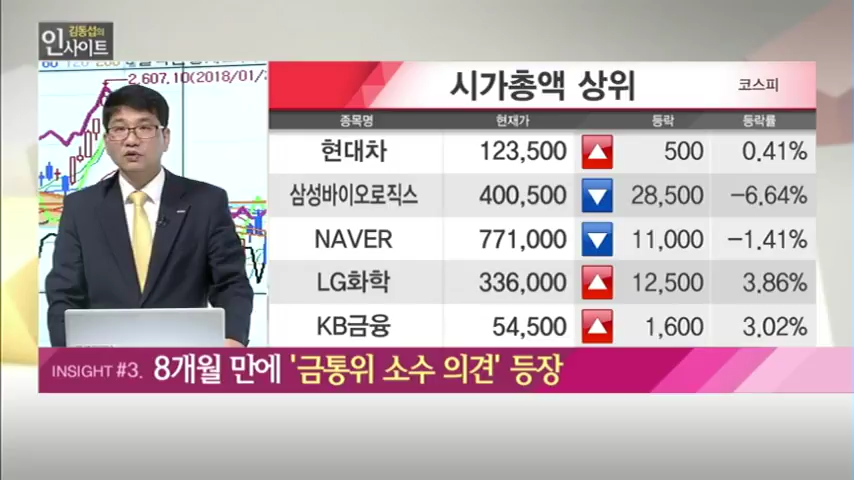 김동섭의
인사이트
2,607.10(2018/01/2
시가총액 상위
코스피
종목명 현재가 등락 등락률
현대차 123,500 ▲ 500 0.41%
삼성바이오로직스 400,500 ▼ 28,500 -6.64%
NAVER 771,000 ▼ 11,000 -1.41%
LG화학 336,000 ▲ 12,500 3.86%
KB금융 54,500 ▲ 1,600 3.02%
INSIGHT #3. 8개월 만에 '금통위 소수 의견' 등장